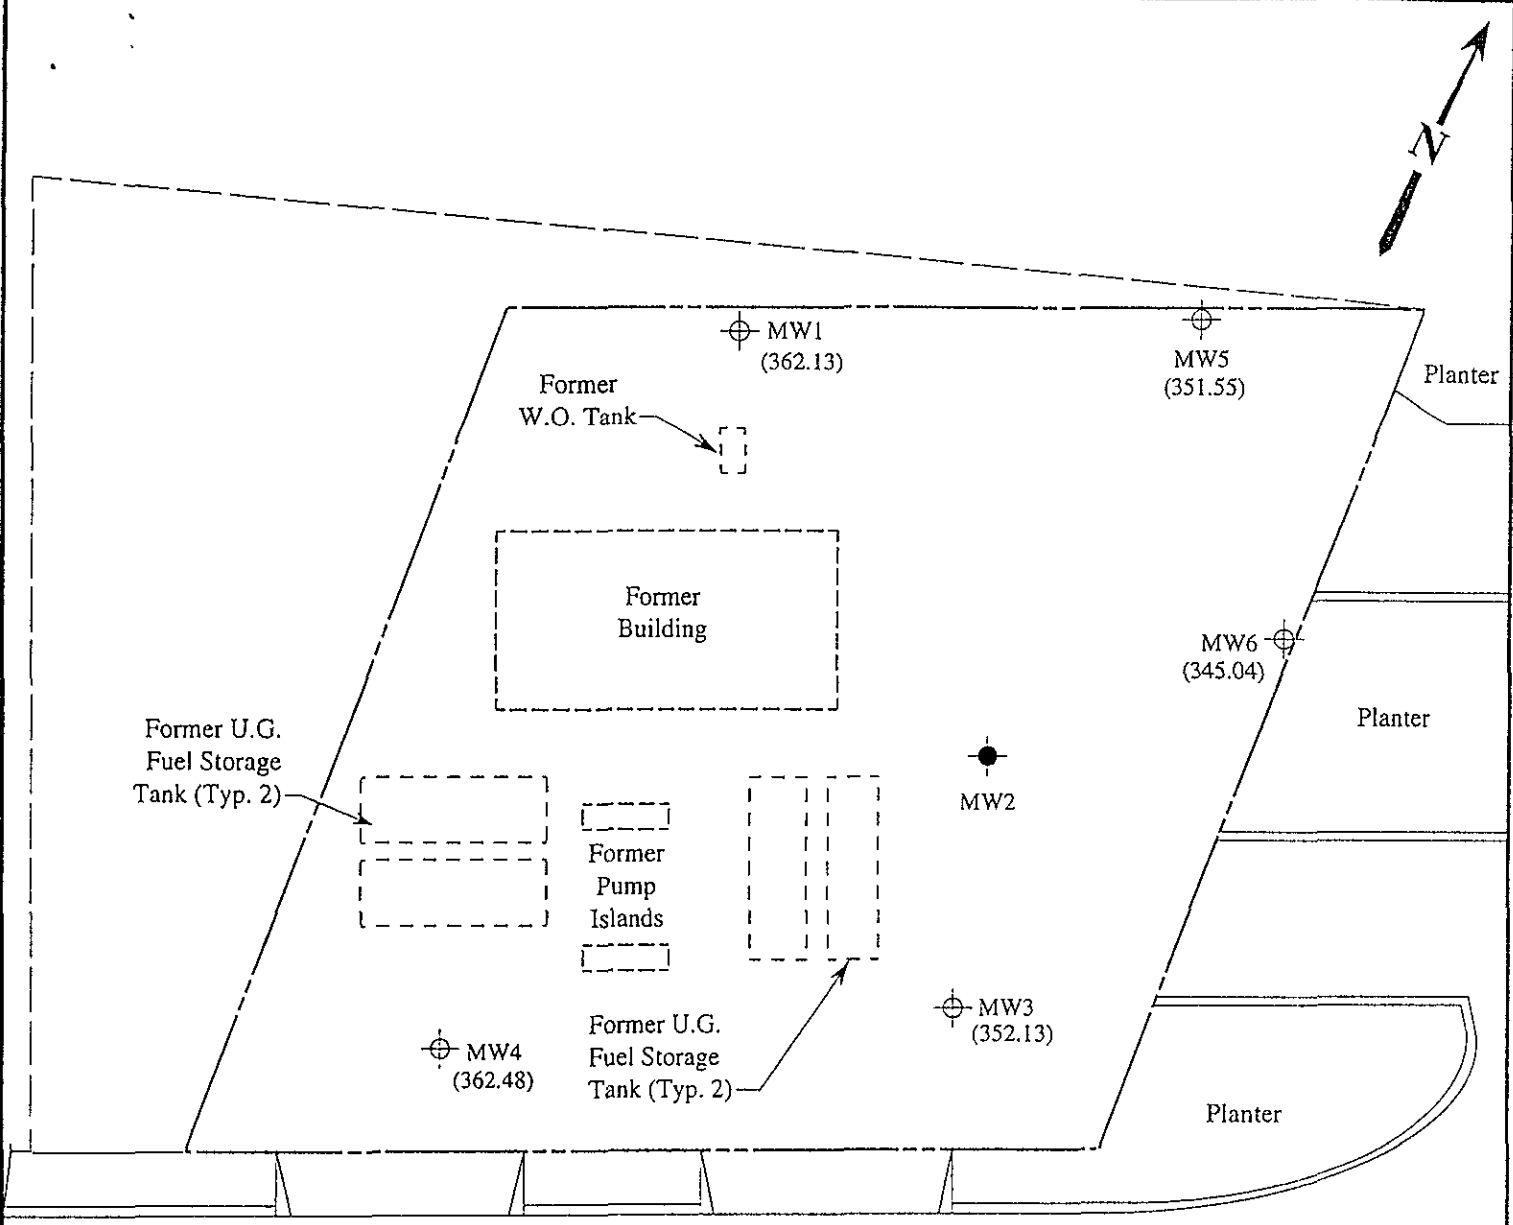 N
MW1
(362.13)
MW5
(351.55)
Planter
Former
W.O. Tank
Former
Building
MW6
(345.04)
Planter
Former U.G.
Fuel Storage
Tank (Typ. 2)
MW2
Former
Pump
Islands
MW3
(352.13)
Former U.G.
Fuel Storage
Tank (Typ. 2)
MW4
(362.48)
Planter